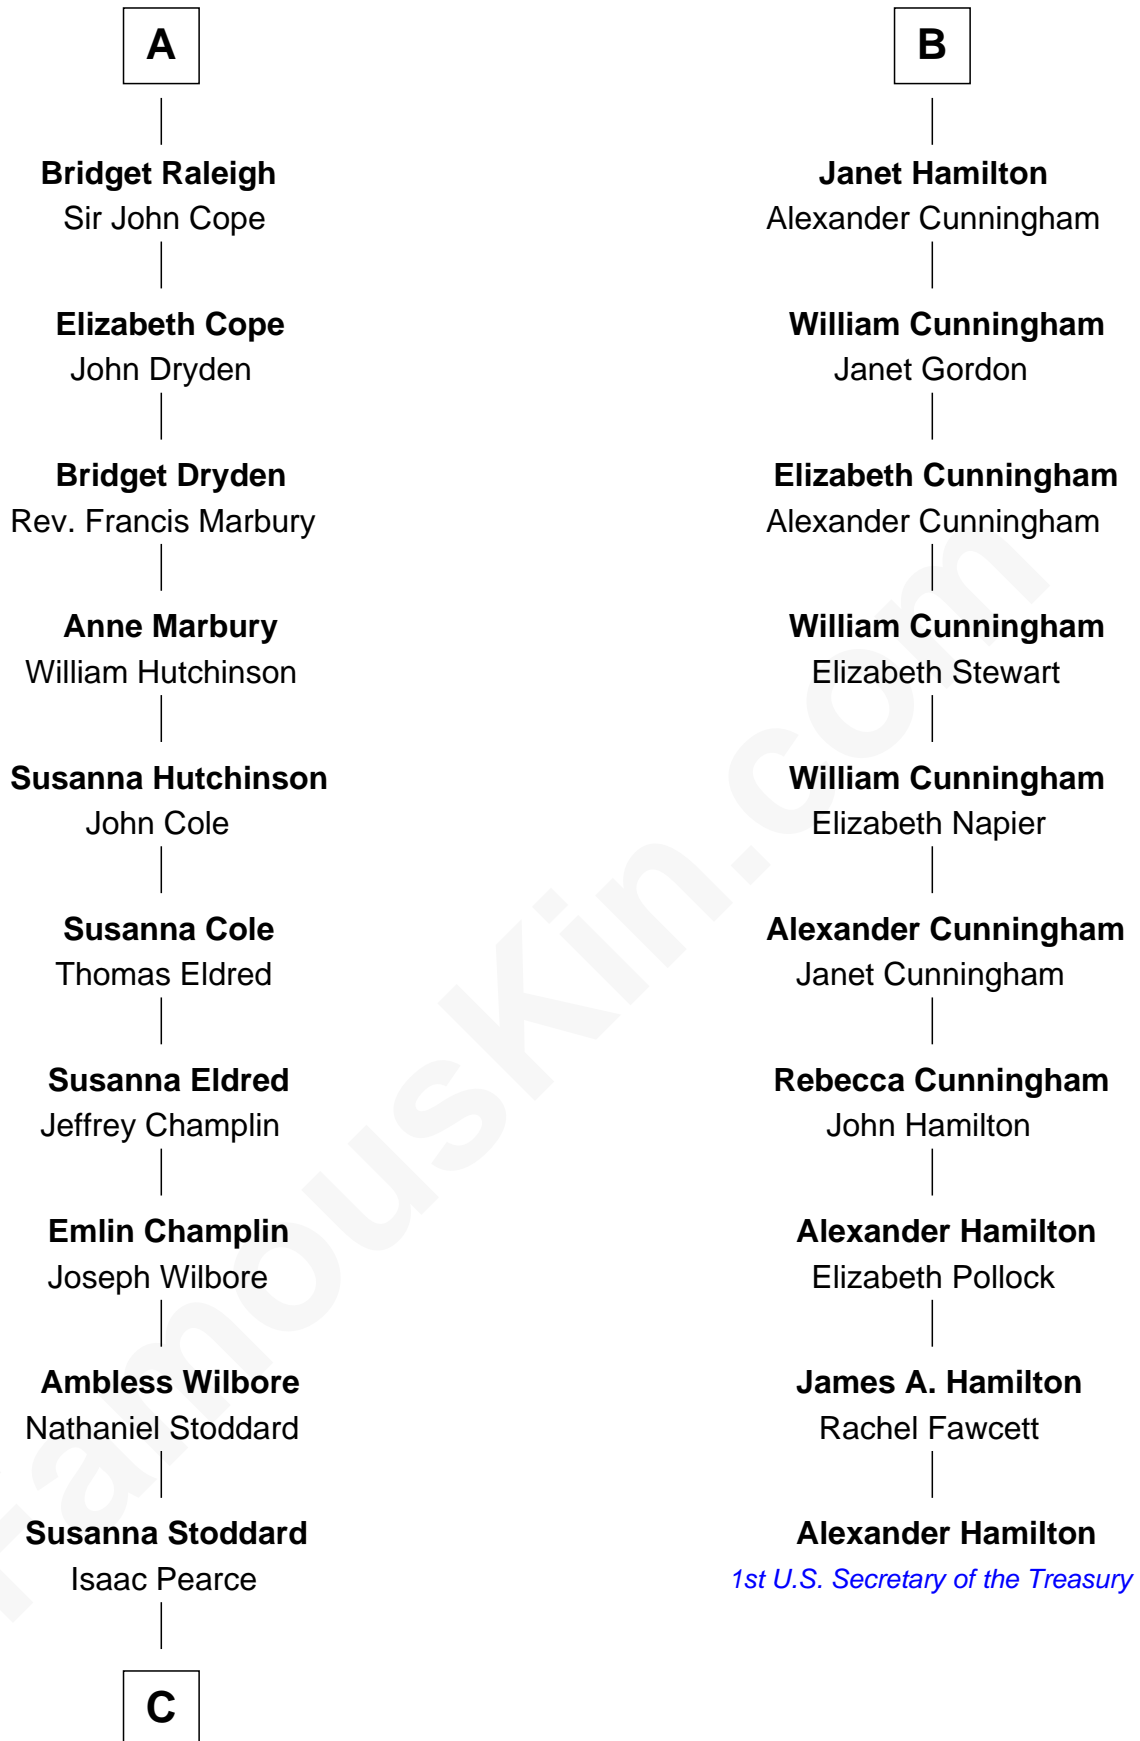 A
Bridget Raleigh
Sir John Cope
Elizabeth Cope
John Dryden
Bridget Dryden
Rev. Francis Marbury
Anne Marbury
William Hutchinson
Susanna Hutchinson
John Cole
Susanna Cole
Thomas Eldred
Susanna Eldred
Jeffrey Champlin
Emlin Champlin
Joseph Wilbore
Ambless Wilbore
Nathaniel Stoddard
Susanna Stoddard
Isaac Pearce
C
B
Janet Hamilton
Alexander Cunningham
William Cunningham
Janet Gordon
Elizabeth Cunningham
Alexander Cunningham
William Cunningham
Elizabeth Stewart
William Cunningham
Elizabeth Napier
Alexander Cunningham
Janet Cunningham
Rebecca Cunningham
John Hamilton
Alexander Hamilton
Elizabeth Pollock
James A. Hamilton
Rachel Fawcett
Alexander Hamilton
1st U.S. Secretary of the Treasury
FamousKin.com